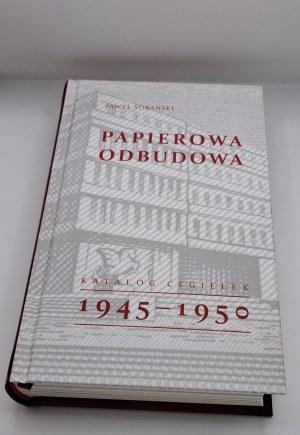 PAWEŁ SOBAŃSKI
PAPIEROWA
ODBUDOWA
KATALOG CEGIEŁEK
1945–1950